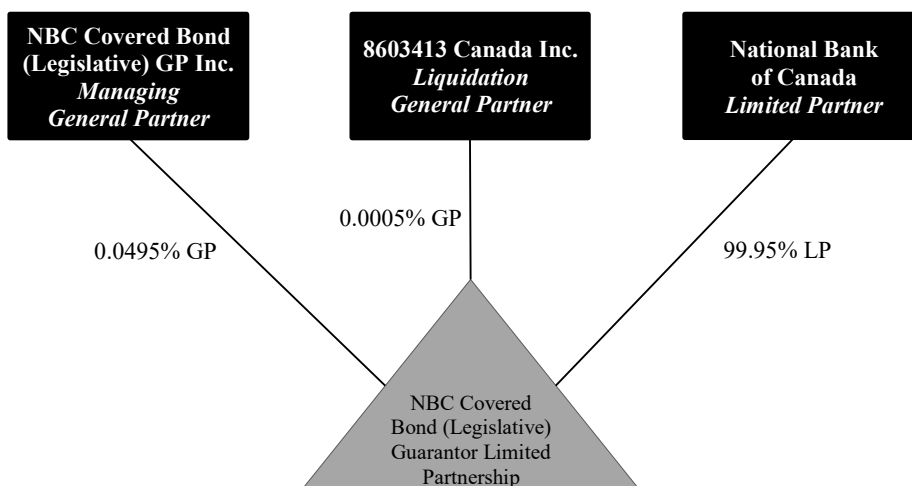 NBC Covered Bond
(Legislative) GP Inc.
Managing
General Partner
8603413 Canada Inc.
Liquidation
General Partner
National Bank
of Canada
Limited Partner
0.0495% GP
0.0005% GP
99.95% LP
NBC Covered
Bond (Legislative)
Guarantor Limited
Partnership